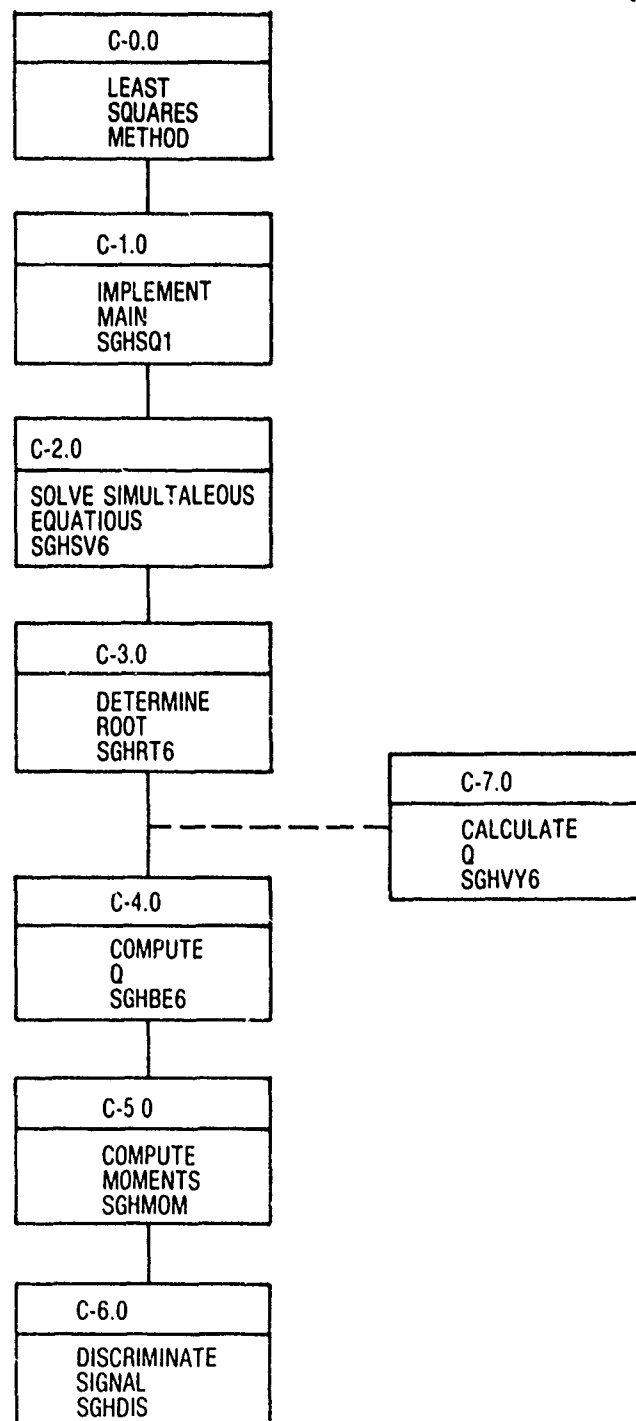 C-0.0
LEAST
SQUARES
METHOD
C-1.0
IMPLEMENT
MAIN
SGHSQ1
C-2.0
SOLVE SIMULTALEOUS
EQUATIOUS
SGHSV6
C-3.0
DETERMINE
ROOT
SGHRT6
C-7.0
CALCULATE
Q
SGHVY6
C-4.0
COMPUTE
Q
SGHBE6
C-5 0
COMPUTE
MOMENTS
SGHMOM
C-6.0
DISCRIMINATE
SIGNAL
SGHDIS